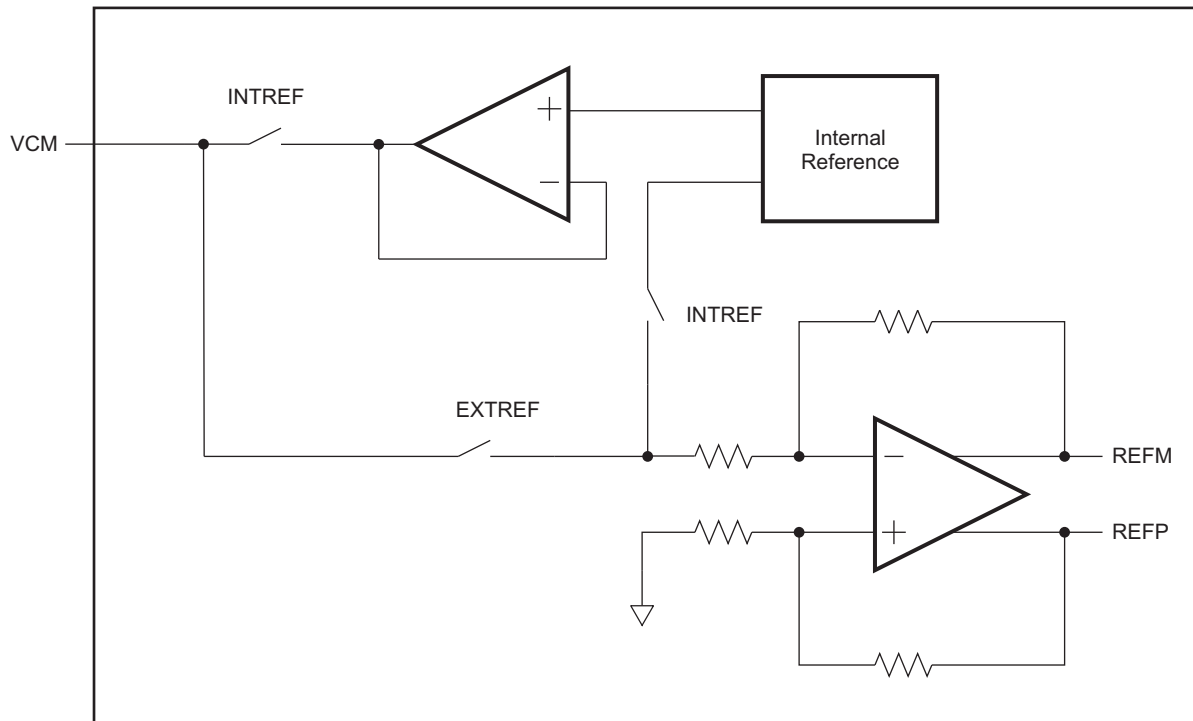 INTREF
VCM
+
−
Internal
Reference
INTREF
EXTREF
−
REFM
+
REFP